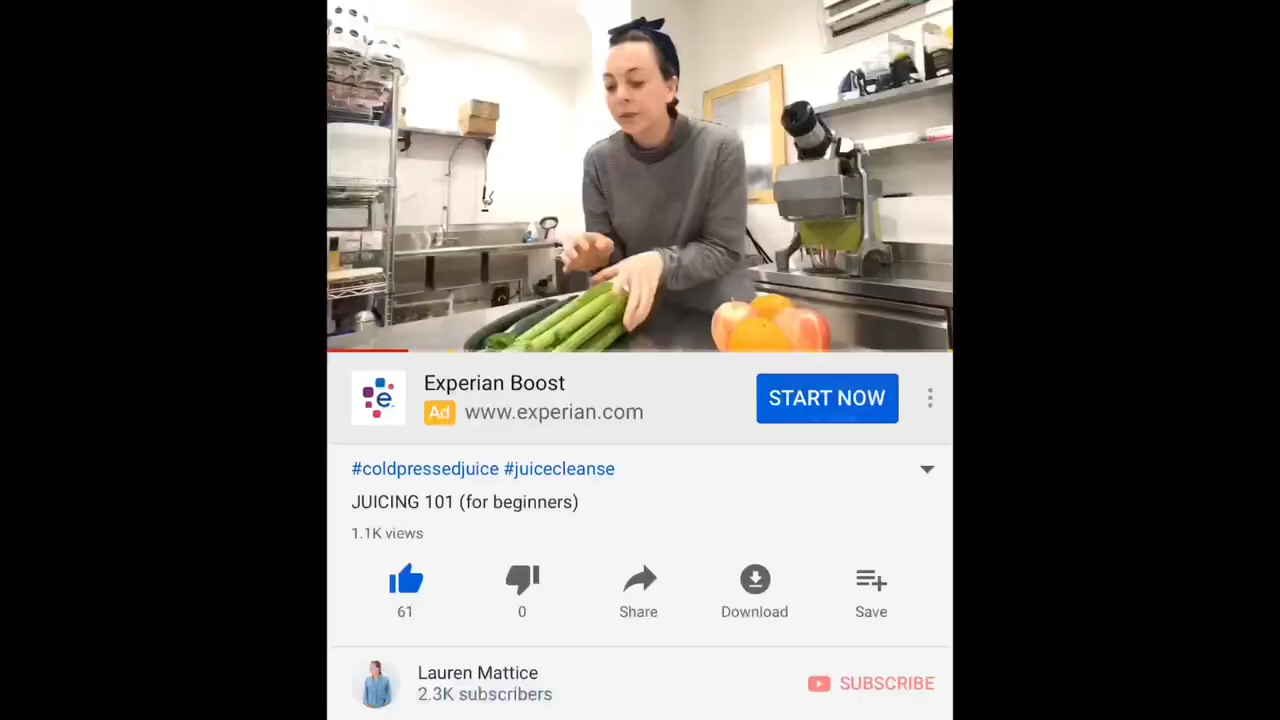 Experian Boost
Ad www.experian.com
START NOW
#coldpressedjuice #juicecleanse
JUICING 101 (for beginners)
1.1K views
61
0
Share
Download
Save
Lauren Mattice
2.3K subscribers
SUBSCRIBE